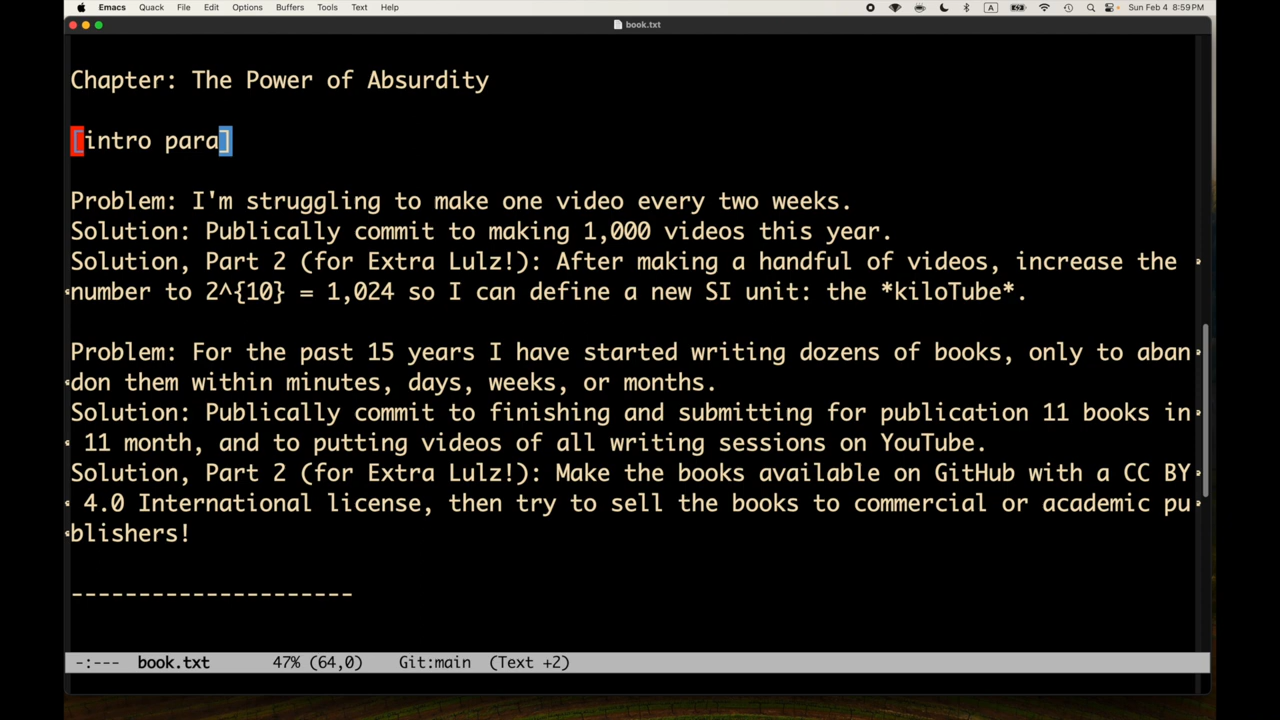 Emacs Quack File Edit Options Buffers Tools Text Help A Sun Feb 4 8:59 PM
book.txt
Chapter: The Power of Absurdity
[intro para]
Problem: I'm struggling to make one video every two weeks.
Solution: Publically commit to making 1,000 videos this year.
Solution, Part 2 (for Extra Lulz!): After making a handful of videos, increase the
number to 2^{10} = 1,024 so I can define a new SI unit: the *kiloTube*.
Problem: For the past 15 years I have started writing dozens of books, only to aban
don them within minutes, days, weeks, or months.
Solution: Publically commit to finishing and submitting for publication 11 books in
11 month, and to putting videos of all writing sessions on YouTube.
Solution, Part 2 (for Extra Lulz!): Make the books available on GitHub with a CC BY
4.0 International license, then try to sell the books to commercial or academic pu
blishers!
---------------------
-:--- book.txt 47% (64,0) Git:main (Text +2)